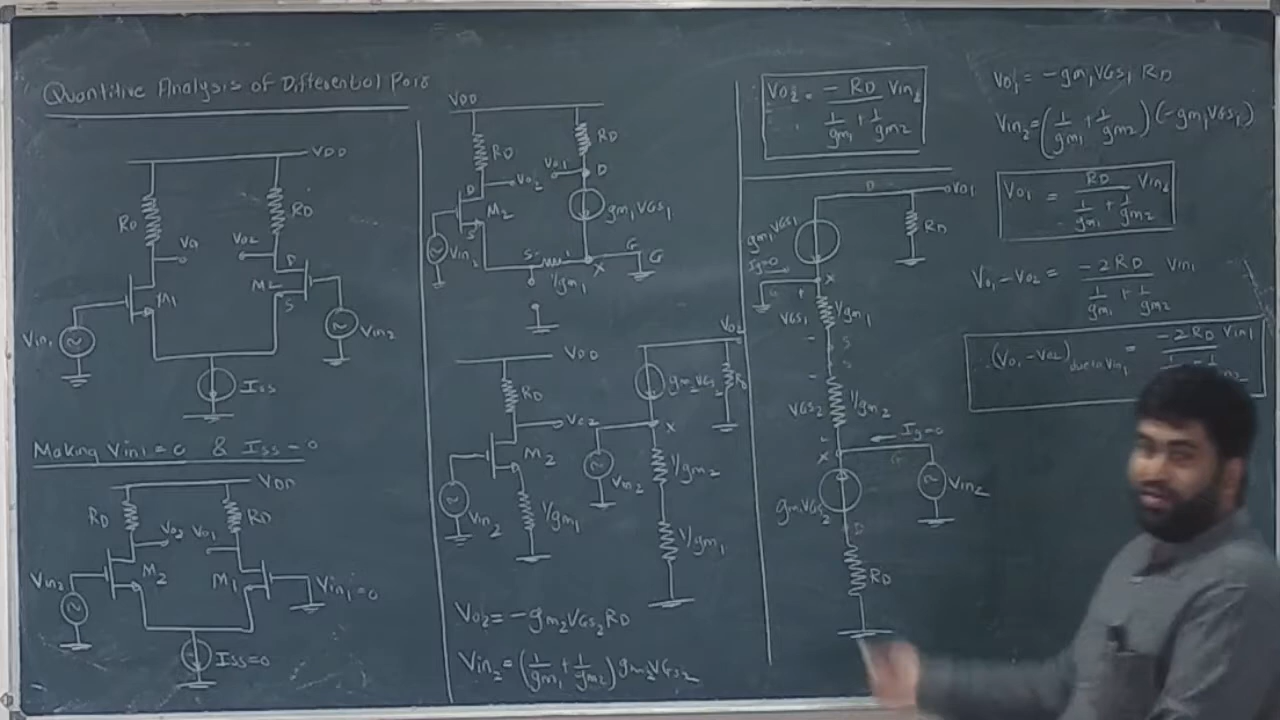 Quantitive Analysis of Differential Pair
VDD
RD
RD
Vo1
Vo2
D
M1
M2
S
Vin1
Vin2
ISS
Making Vin1 = 0 & ISS = 0
VDD
RD
RD
Vo2
Vo1
Vin2
M2
M1
Vin1 = 0
ISS=0
VDD
RD
RD
Vo1
D
D
Vo2
M2
gm1VGS1
S
Vin2
S
1/gm1
X
G
G
VDD
RD
Vo2
M2
Vin2
1/gm1
Vo2
gm2VGS2
RD
X
Vin2
1/gm2
1/gm1
Vo2 = -gm2VGS2RD
Vin2 = (1/gm1 + 1/gm2) gm2VGS2
Vo2 = -RD / (1/gm1 + 1/gm2) Vin2
D
Vo1
gm1VGS1
RD
Ig=0
X
+
VGS1
1/gm1
-
S
S
-
VGS2
1/gm2
+
X
Ig=0
G
Vin2
gm2VGS2
D
RD
Vo1 = -gm1VGS1 RD
Vin2 = (1/gm1 + 1/gm2)(-gm1VGS1)
Vo1 = RD / (1/gm1 + 1/gm2) Vin2
Vo1 - Vo2 = -2RD / (1/gm1 + 1/gm2) Vin1
∴ (Vo1 - Vo2) due to Vin1 = -2RD Vin1